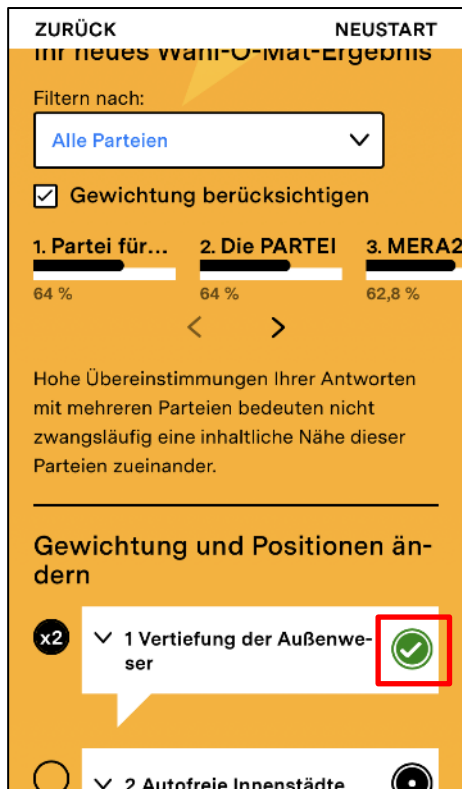 ZURÜCK NEUSTART
Ihr neues Wahl-O-Mat-Ergebnis
Filtern nach:
Alle Parteien
Gewichtung berücksichtigen
1. Partei für... 2. Die PARTEI 3. MERA2
64 % 64 % 62,8 %
Hohe Übereinstimmungen Ihrer Antworten
mit mehreren Parteien bedeuten nicht
zwangsläufig eine inhaltliche Nähe dieser
Parteien zueinander.
Gewichtung und Positionen än-
dern
x2 1 Vertiefung der Außenwe-
ser
2 Autofreie Innenstädte